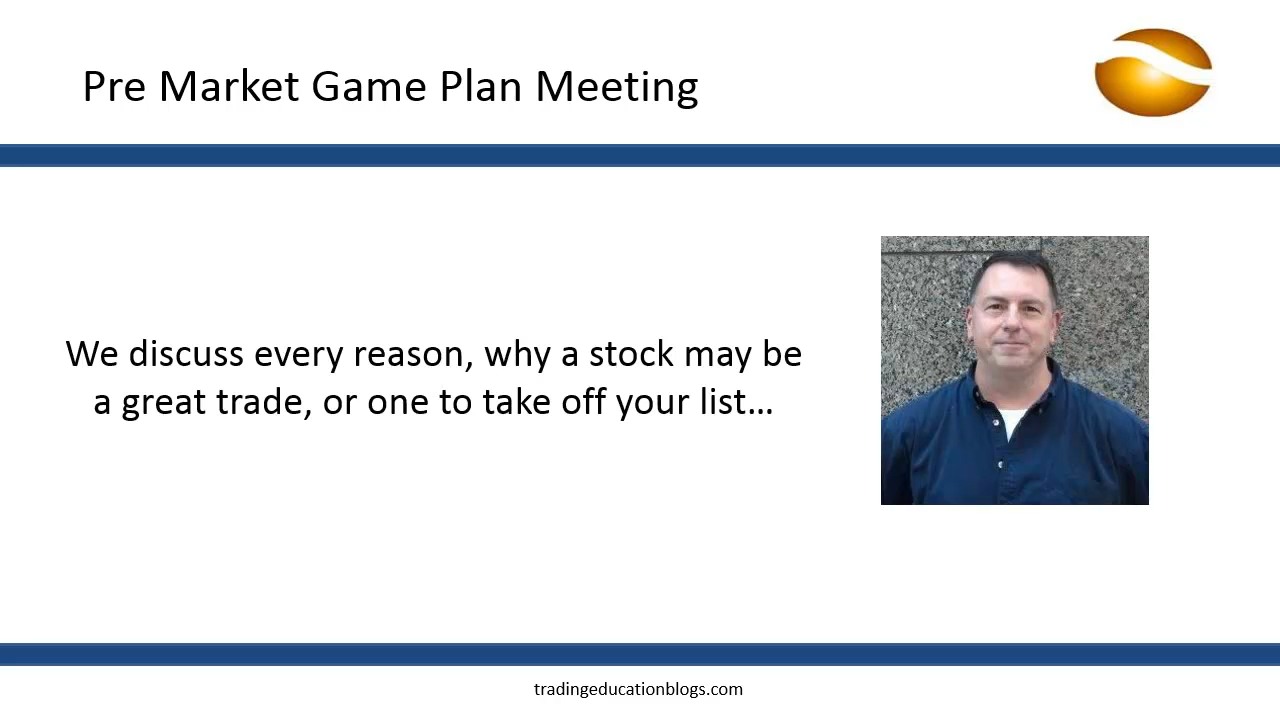 Pre Market Game Plan Meeting
We discuss every reason, why a stock may be
a great trade, or one to take off your list…
tradingeducationblogs.com